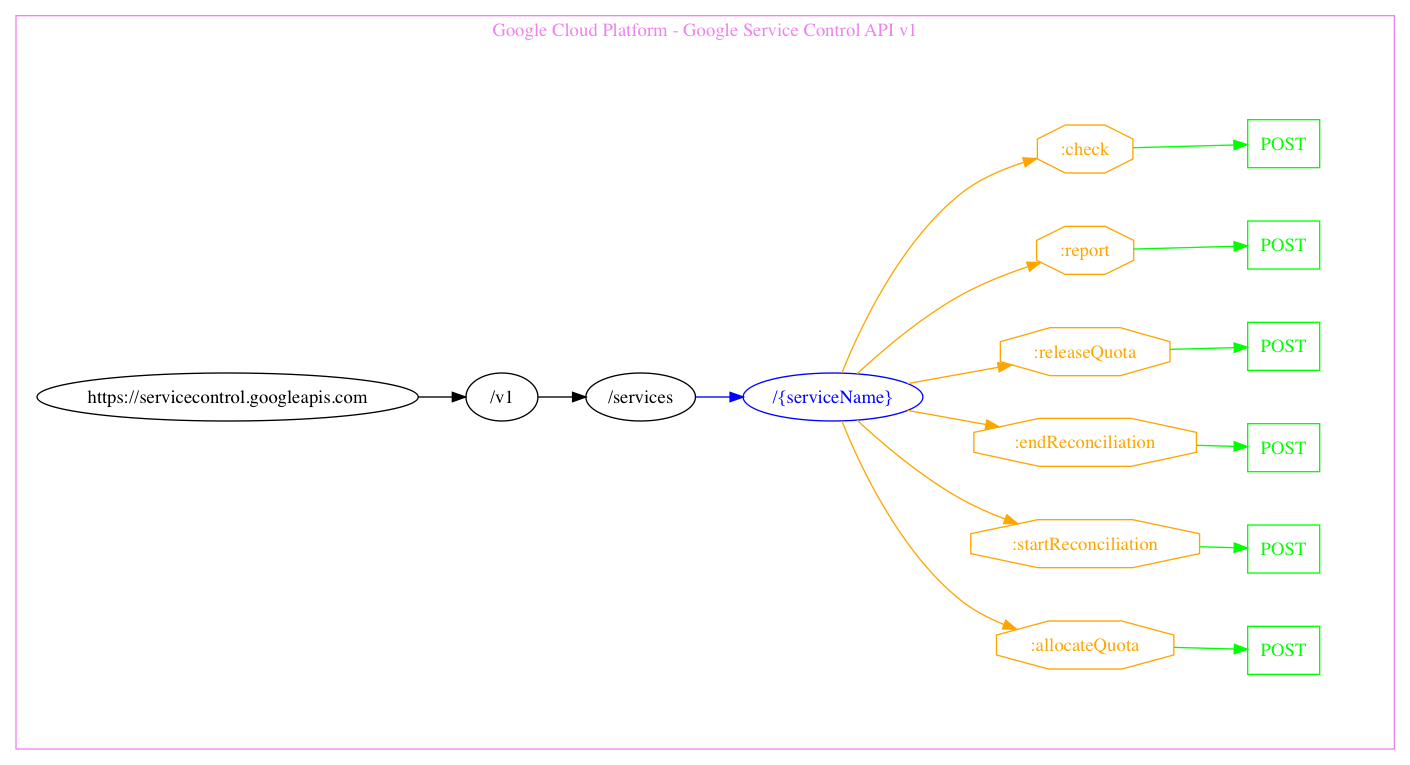 Google Cloud Platform - Google Service Control API v1
https://servicecontrol.googleapis.com
/v1
/services
/{serviceName}
:check
POST
:report
POST
:releaseQuota
POST
:endReconciliation
POST
:startReconciliation
POST
:allocateQuota
POST